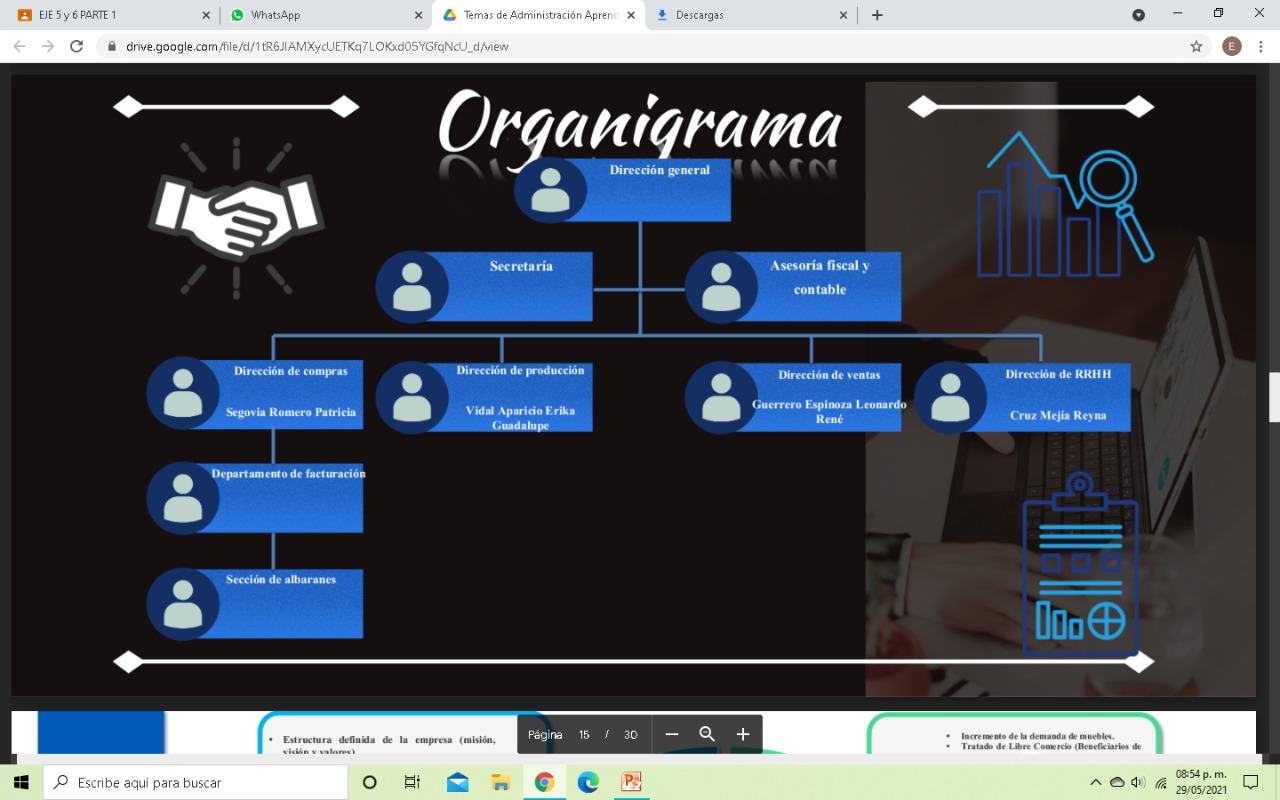 EJE 5 y 6 PARTE 1
WhatsApp
Temas de Administración Aprend
Descargas
drive.google.com/file/d/1tR6JIAMXycUETKq7LOKxd05YGfqNcU_d/view
E
Organigrama
Dirección general
Secretaría
Asesoría fiscal y
contable
Dirección de compras
Segovia Romero Patricia
Dirección de producción
Vidal Aparicio Erika
Guadalupe
Dirección de ventas
Guerrero Espinoza Leonardo
René
Dirección de RRHH
Cruz Mejía Reyna
Departamento de facturación
Sección de albaranes
• Estructura definida de la empresa (misión,
visión y valores)
Página 15 / 30
• Incremento de la demanda de muebles.
• Tratado de Libre Comercio (Beneficiarios de
Escribe aquí para buscar
08:54 p. m.
29/05/2021